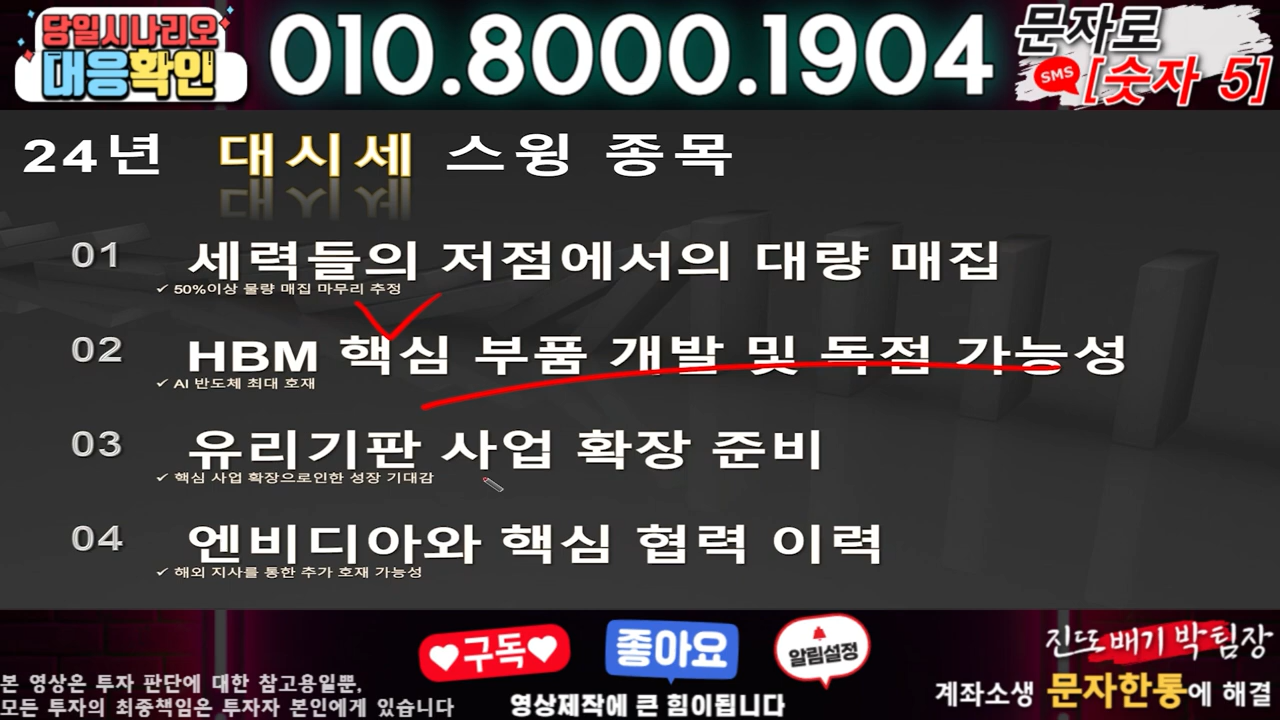 당일시나리오
대응확인
010.8000.1904
문자로
SMS [숫자 5]
24년 대시세 스윙 종목
01 세력들의 저점에서의 대량 매집
✓ 50%이상 물량 매집 마무리 추정
02 HBM 핵심 부품 개발 및 독점 가능성
✓ AI 반도체 최대 호재
03 유리기판 사업 확장 준비
✓ 핵심 사업 확장으로인한 성장 기대감
04 엔비디아와 핵심 협력 이력
✓ 해외 지사를 통한 추가 호재 가능성
구독
좋아요
알림설정
영상제작에 큰 힘이됩니다
본 영상은 투자 판단에 대한 참고용일뿐,
모든 투자의 최종책임은 투자자 본인에게 있습니다
진또배기 박팀장
계좌소생 문자한통에 해결